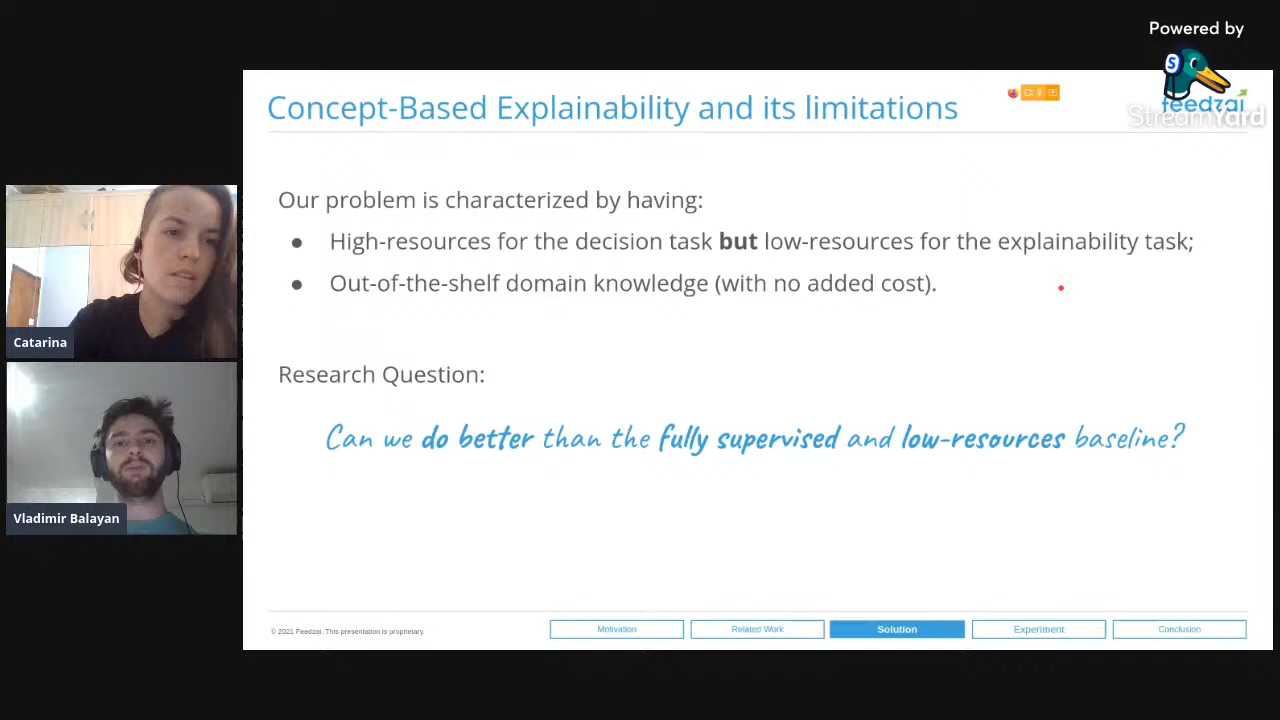 Powered by
S
feedzai
StreamYard
Concept-Based Explainability and its limitations
Our problem is characterized by having:
● High-resources for the decision task but low-resources for the explainability task;
● Out-of-the-shelf domain knowledge (with no added cost).
Catarina
Research Question:
Can we do better than the fully supervised and low-resources baseline?
Vladimir Balayan
© 2021 Feedzai. This presentation is proprietary.
Motivation
Related Work
Solution
Experiment
Conclusion